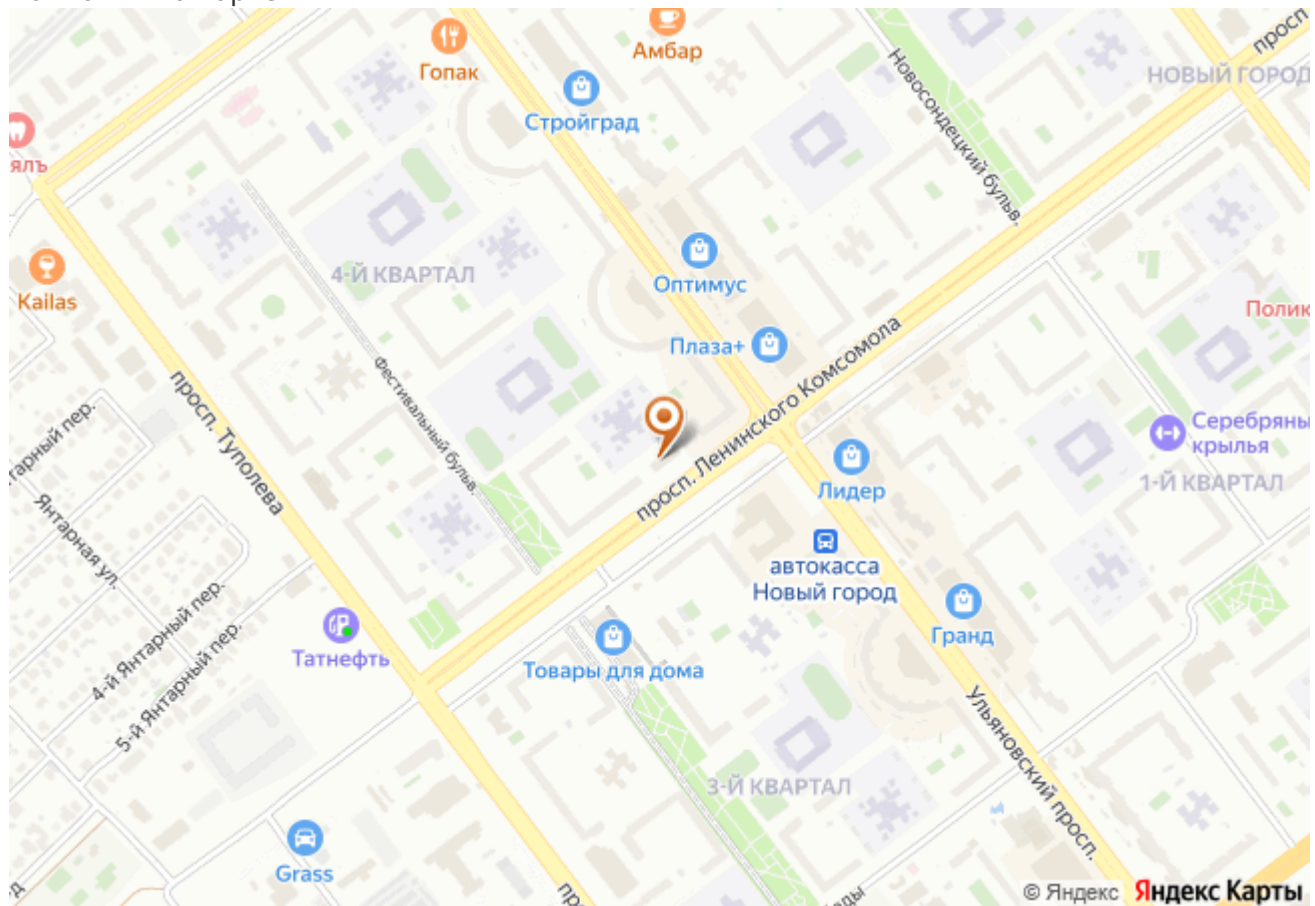 Гопак
Амбар
Стройград
Новосондецкий бульв.
просп.
НОВЫЙ ГОРОД
ялъ
Kailas
4-Й КВАРТАЛ
Оптимус
Плаза+
Полик
просп. Ленинского Комсомола
Фестивальный бульв.
просп. Туполева
Янтарная ул.
Серебряны
крылья
1-Й КВАРТАЛ
Лидер
автокасса
Новый город
Гранд
Татнефть
4-й Янтарный пер.
5-й Янтарный пер.
Товары для дома
Ульяновский просп.
3-Й КВАРТАЛ
Grass
© Яндекс Яндекс Карты